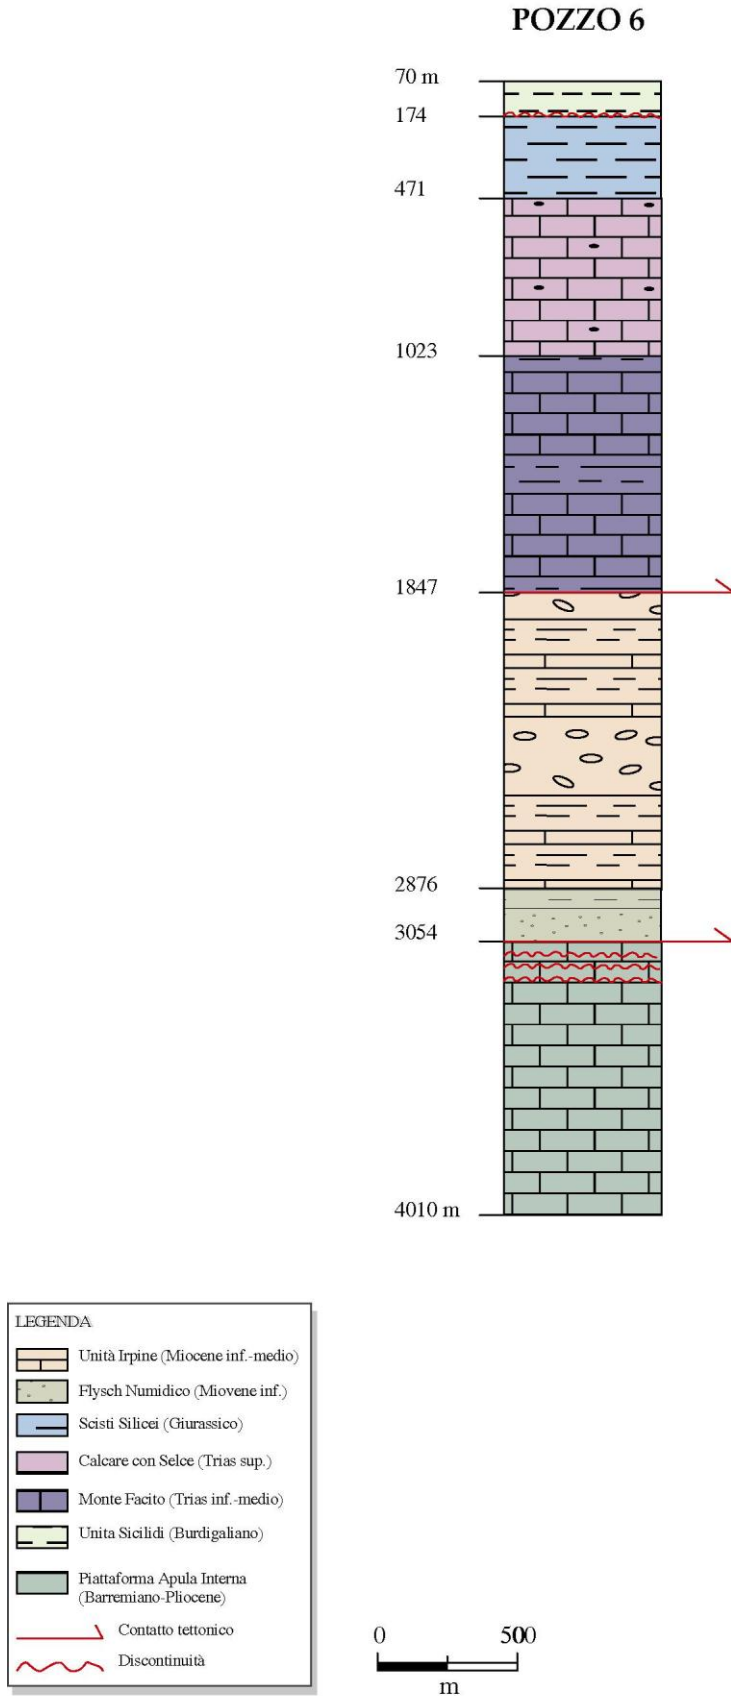 POZZO 6
70 m
174
471
1023
1847
2876
3054
4010 m
LEGENDA
Unità Irpine (Miocene inf.-medio)
Flysch Numidico (Miovene inf.)
Scisti Silicei (Giurassico)
Calcare con Selce (Trias sup.)
Monte Facito (Trias inf.-medio)
Unita Sicilidi (Burdigaliano)
Piattaforma Apula Interna
(Barremiano-Pliocene)
Contatto tettonico
Discontinuità
0 500
m